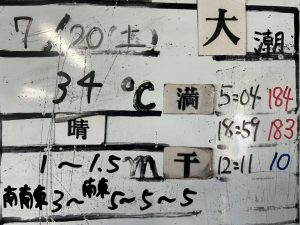 7/20(土) 大潮
34℃ 満 5:04 184
晴 18:59 183
1～1.5m 干 12:11 10
南南東3～南東5～5～5